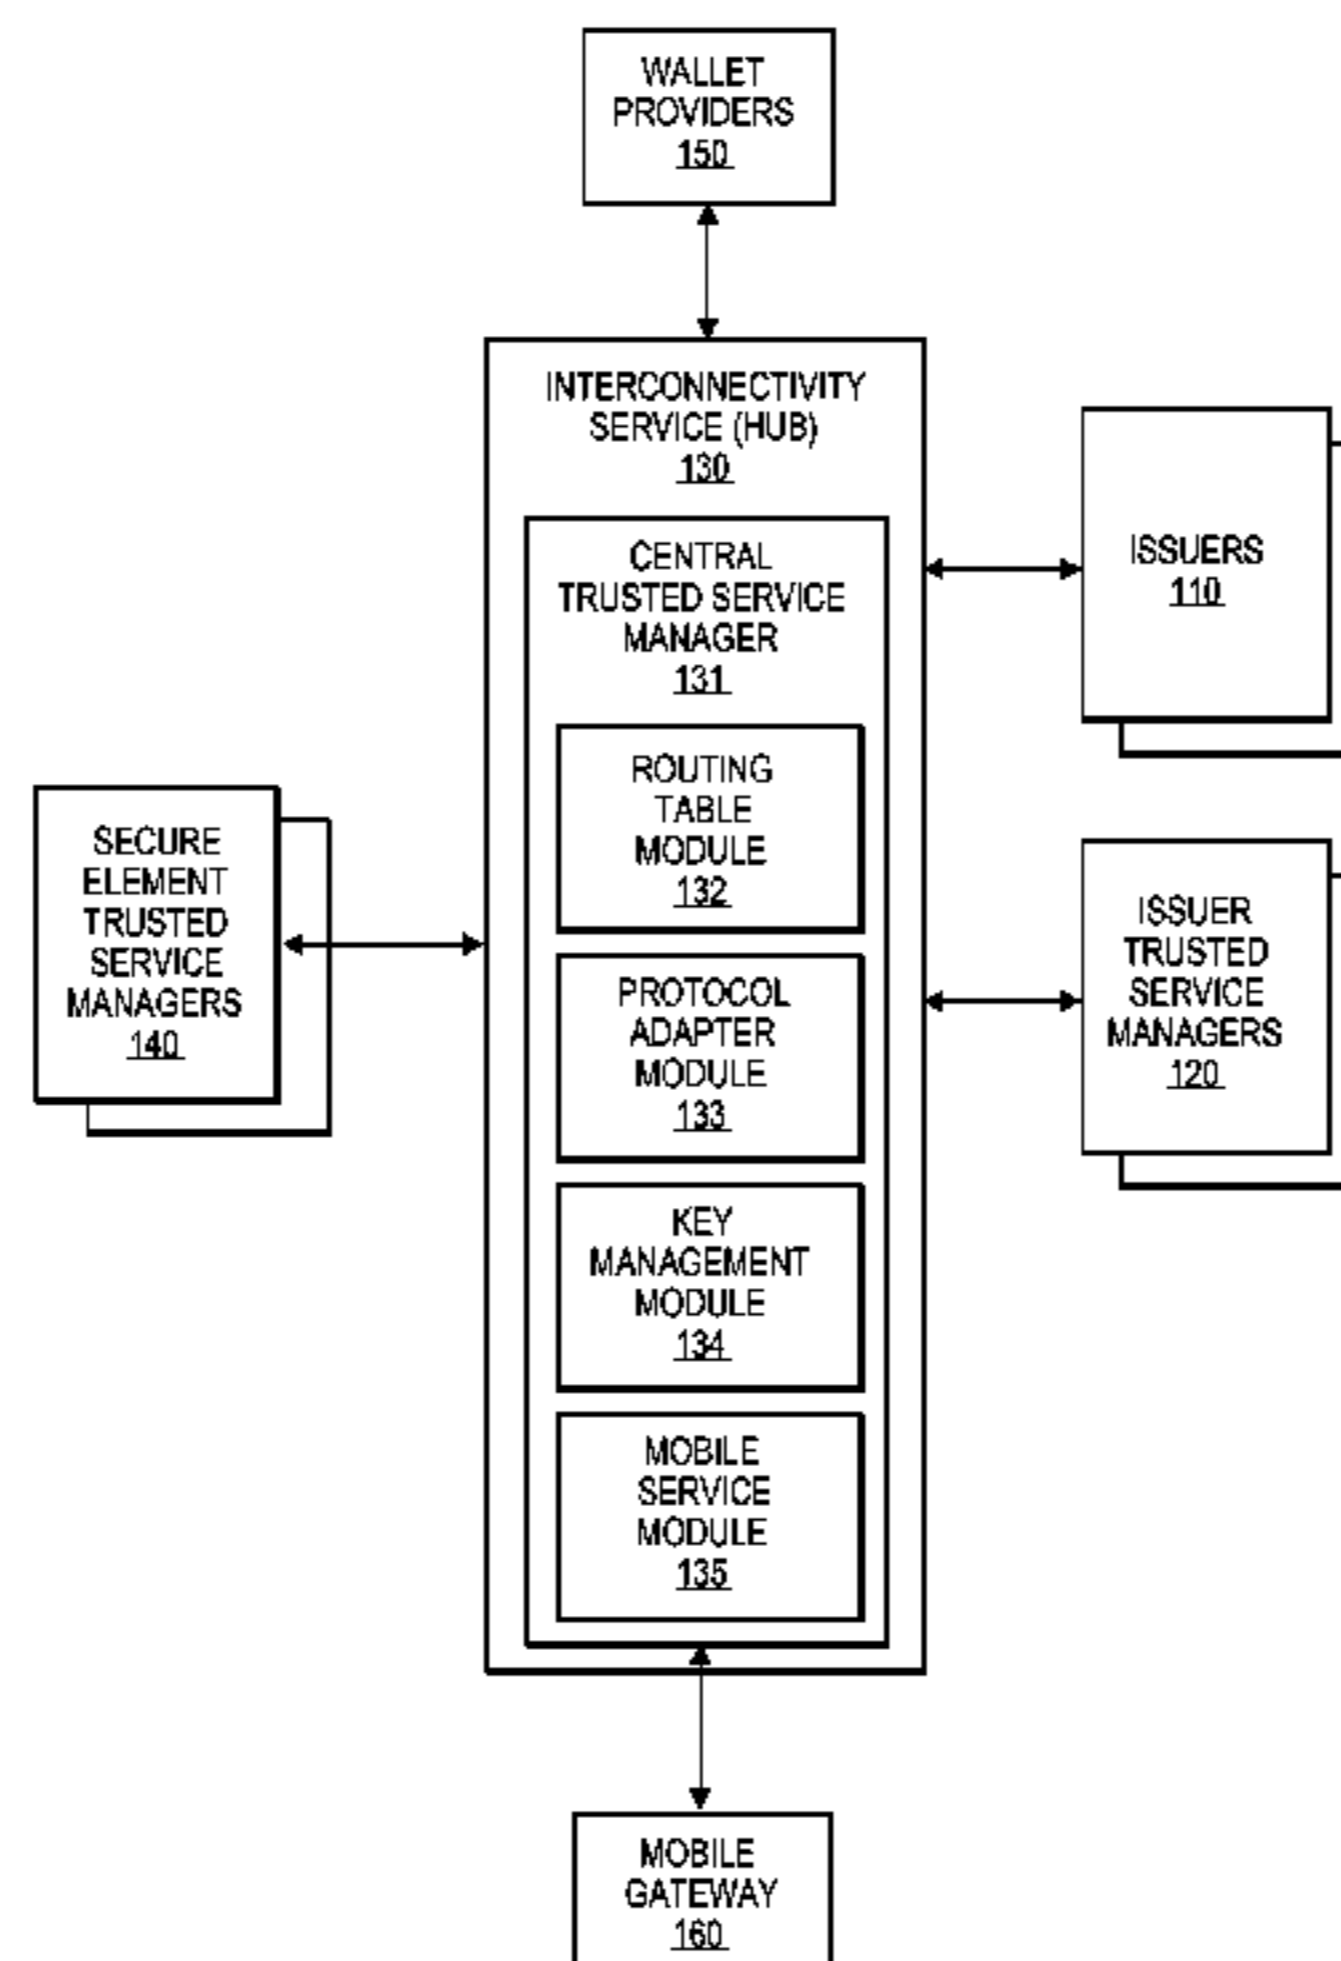 WALLET
PROVIDERS
150
INTERCONNECTIVITY
SERVICE (HUB)
130
CENTRAL
TRUSTED SERVICE
MANAGER
131
ROUTING
TABLE
MODULE
132
PROTOCOL
ADAPTER
MODULE
133
KEY
MANAGEMENT
MODULE
134
MOBILE
SERVICE
MODULE
135
SECURE
ELEMENT
TRUSTED
SERVICE
MANAGERS
140
ISSUERS
110
ISSUER
TRUSTED
SERVICE
MANAGERS
120
MOBILE
GATEWAY
160